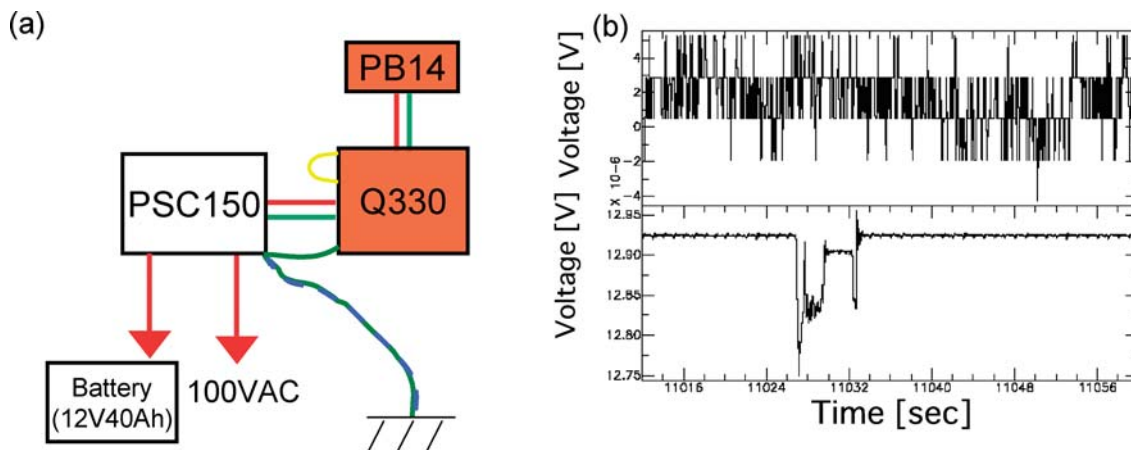 (a)
PB14
PSC150
Q330
Battery
(12V40Ah)
100VAC
(b)
Voltage [V]
4
2
0
-2
-4
X 10-6
Voltage [V]
12.95
12.90
12.85
12.80
12.75
11016
11024
11032
11040
11048
11056
Time [sec]